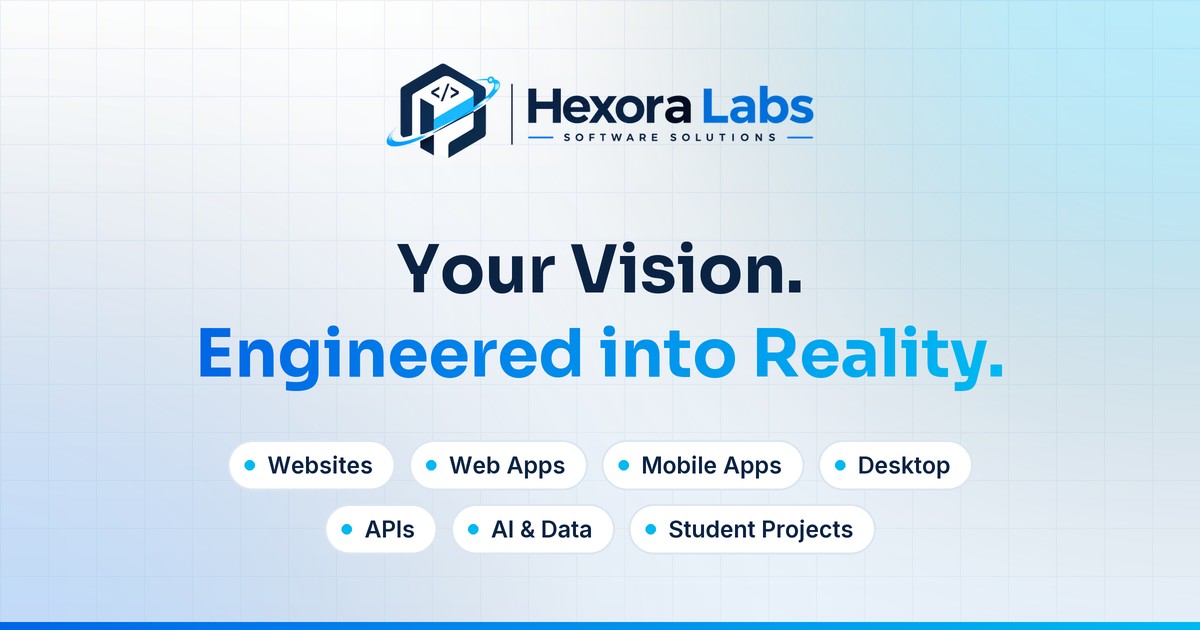 </>
Hexora Labs
SOFTWARE SOLUTIONS
Your Vision.
Engineered into Reality.
Websites
Web Apps
Mobile Apps
Desktop
APIs
AI & Data
Student Projects